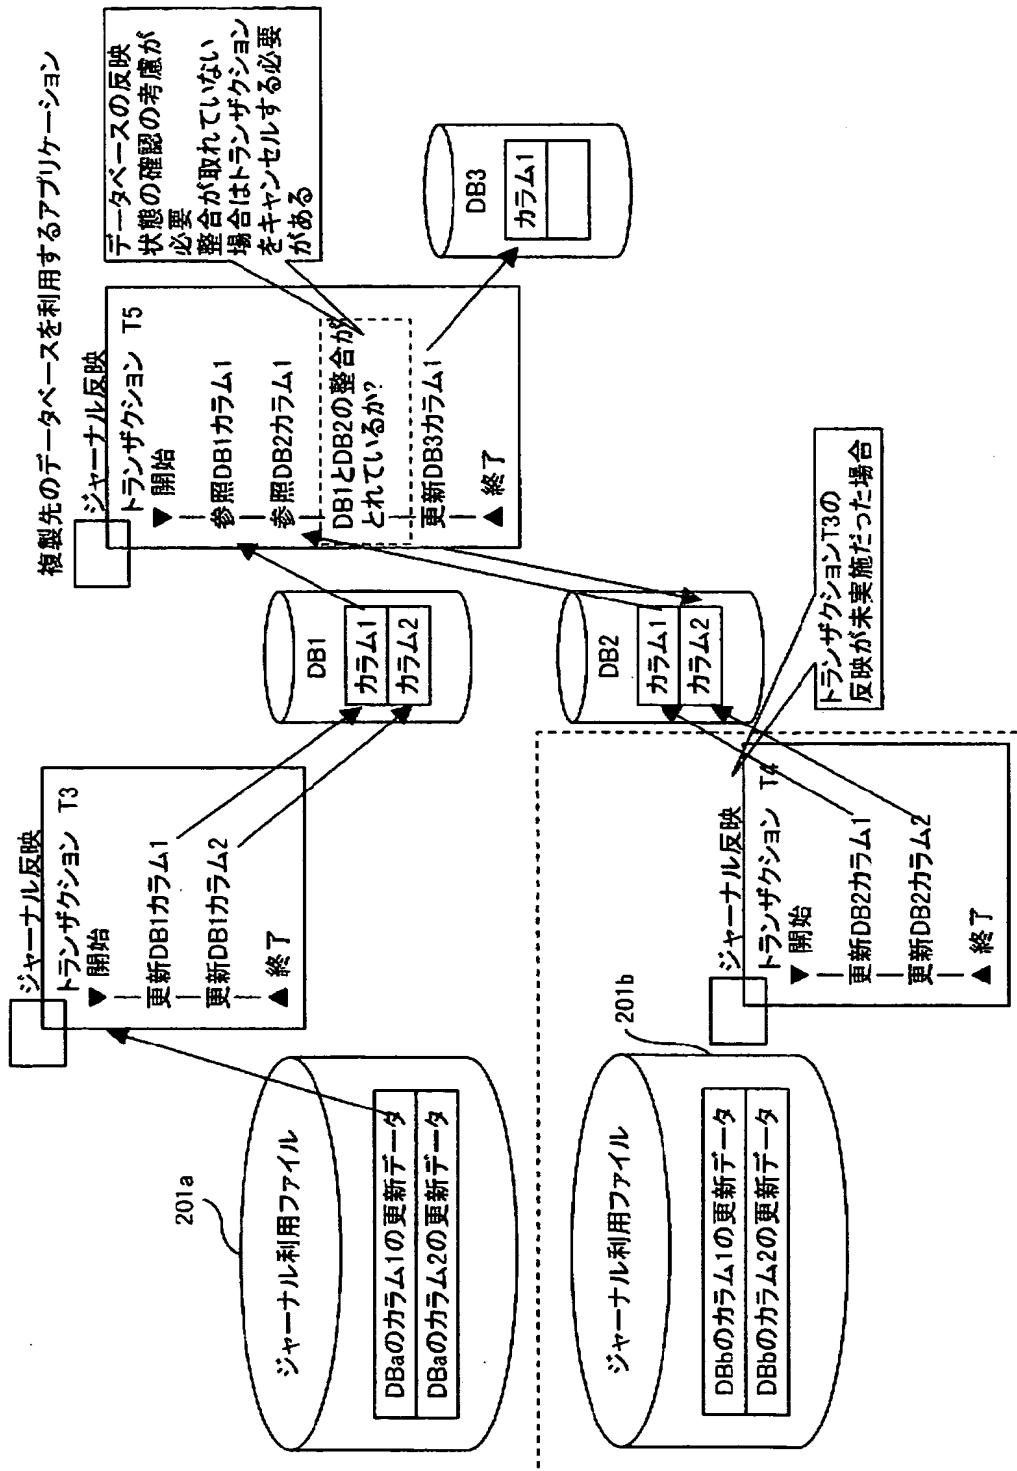 複製先のデータベースを利用するアプリケーション
ジャーナル利用ファイル
201a
DBaのカラム1の更新データ
DBaのカラム2の更新データ
ジャーナル反映
トランザクション T3
開始
更新DB1カラム1
更新DB1カラム2
終了
DB1
カラム1
カラム2
ジャーナル反映
トランザクション T5
開始
参照DB1カラム1
参照DB2カラム1
DB1とDB2の整合が
とれているか?
更新DB3カラム1
終了
データベースの反映
状態の確認の考慮が
必要
整合が取れていない
場合はトランザクション
をキャンセルする必要
がある
DB3
カラム1
ジャーナル利用ファイル
201b
DBbのカラム1の更新データ
DBbのカラム2の更新データ
ジャーナル反映
トランザクション T4
開始
更新DB2カラム1
更新DB2カラム2
終了
DB2
カラム1
カラム2
トランザクションT3の
反映が未実施だった場合